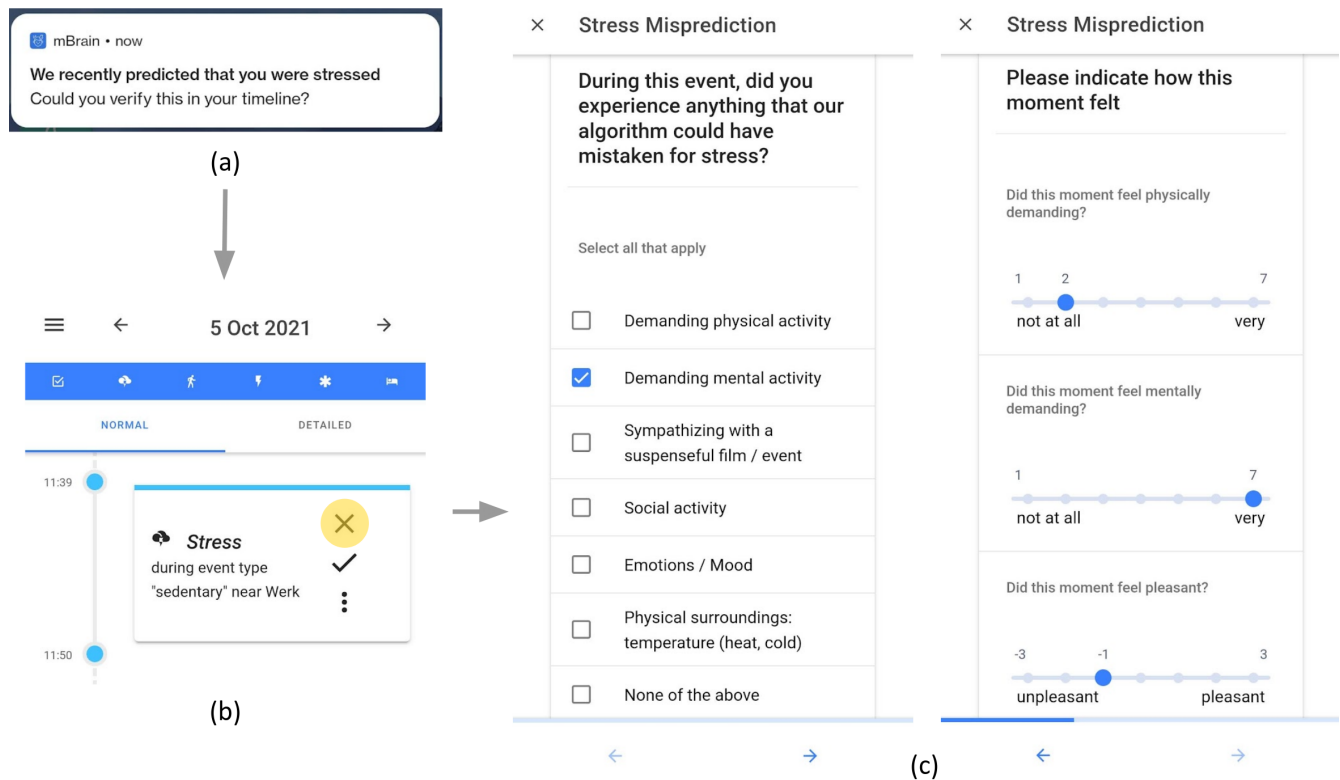 mBrain • now
We recently predicted that you were stressed
Could you verify this in your timeline?
(a)
5 Oct 2021
NORMAL
DETAILED
11:39
Stress
during event type
"sedentary" near Werk
11:50
(b)
Stress Misprediction
During this event, did you
experience anything that our
algorithm could have
mistaken for stress?
Select all that apply
Demanding physical activity
Demanding mental activity
Sympathizing with a
suspenseful film / event
Social activity
Emotions / Mood
Physical surroundings:
temperature (heat, cold)
None of the above
Stress Misprediction
Please indicate how this
moment felt
Did this moment feel physically
demanding?
1 2 7
not at all very
Did this moment feel mentally
demanding?
1 7
not at all very
Did this moment feel pleasant?
-3 -1 3
unpleasant pleasant
(c)